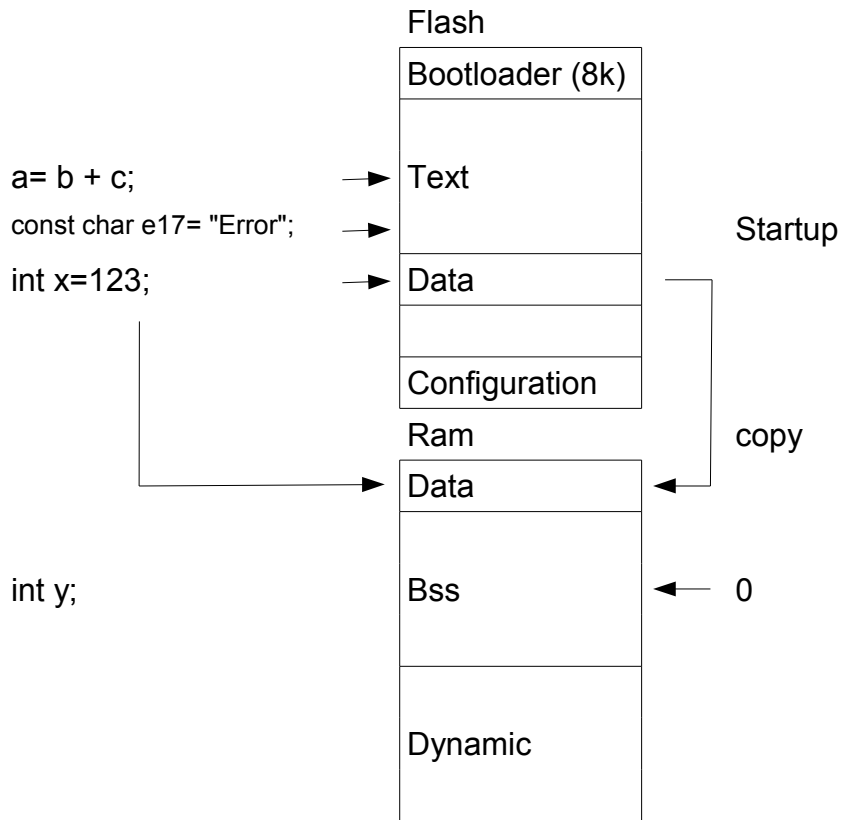 Flash
Bootloader (8k)
a= b + c;
Text
const char e17= "Error";
Startup
int x=123;
Data
Configuration
Ram
copy
Data
int y;
Bss
0
Dynamic